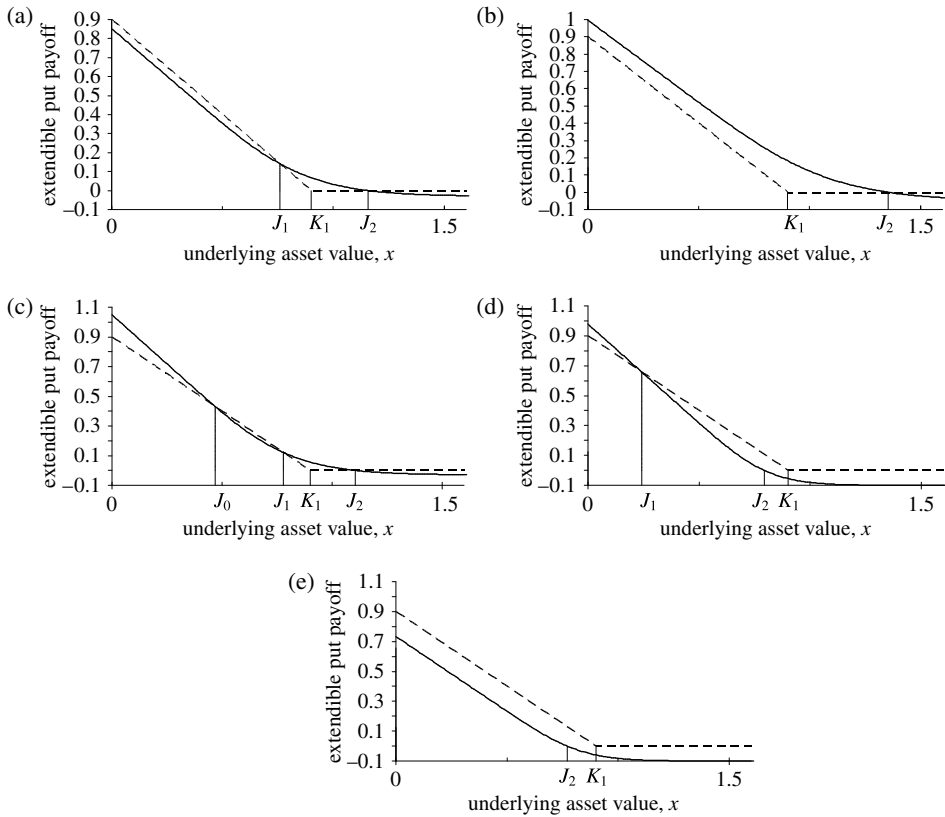 (a)
extendible put payoff
0.9
0.8
0.7
0.6
0.5
0.4
0.3
0.2
0.1
0
–0.1
0
J1 K1 J2
1.5
underlying asset value, x
(b)
extendible put payoff
1
0.9
0.8
0.7
0.6
0.5
0.4
0.3
0.2
0.1
0
–0.1
0
K1 J2 1.5
underlying asset value, x
(c)
extendible put payoff
1.1
0.9
0.7
0.5
0.3
0.1
–0.1
0
J0 J1 K1 J2
1.5
underlying asset value, x
(d)
extendible put payoff
1.1
0.9
0.7
0.5
0.3
0.1
–0.1
0
J1 J2 K1
1.5
underlying asset value, x
(e)
extendible put payoff
1.1
0.9
0.7
0.5
0.3
0.1
–0.1
0
J2 K1
1.5
underlying asset value, x